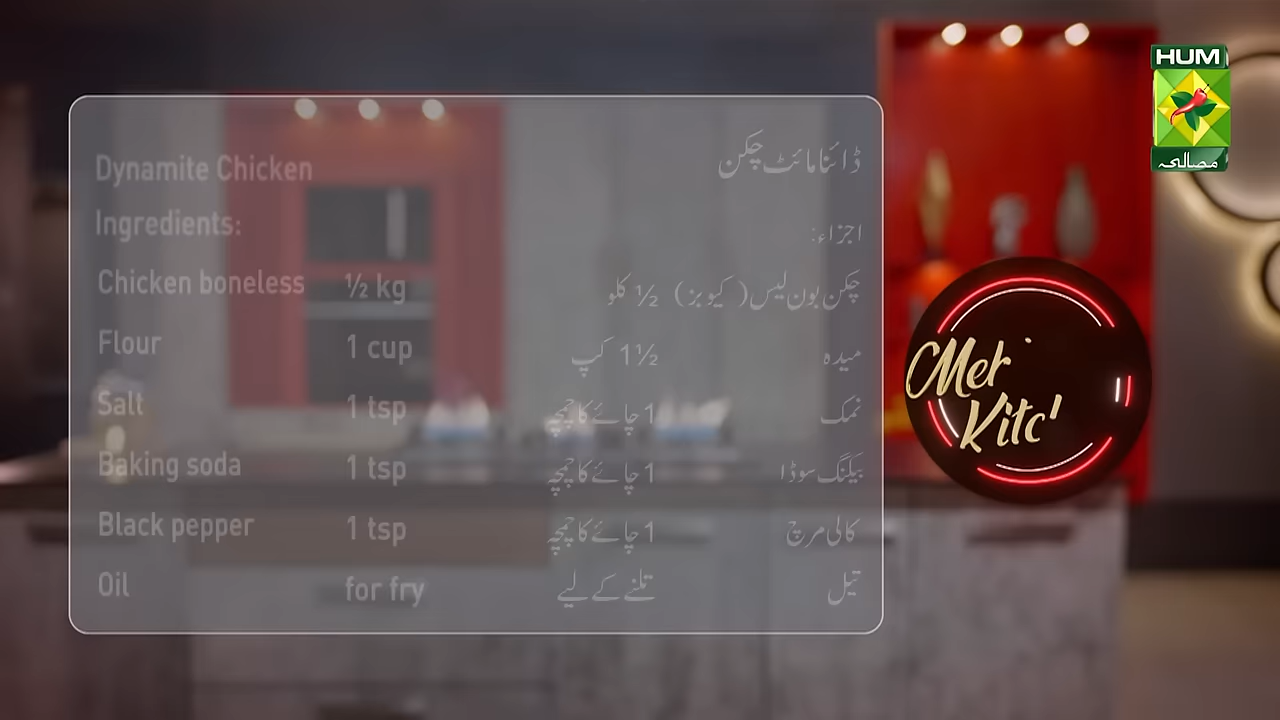 HUM
مصالحہ
Dynamite Chicken ڈائنامائٹ چکن
Ingredients: اجزاء:
Chicken boneless ½ kg چکن بون لیس (کیوبز) ½ کلو
Flour 1 cup میدہ 1½ کپ
Salt 1 tsp نمک 1 چائے کا چمچہ
Baking soda 1 tsp بیکنگ سوڈا 1 چائے کا چمچہ
Black pepper 1 tsp کالی مرچ 1 چائے کا چمچہ
Oil for fry تیل تلنے کے لیے
Mer
Kitc